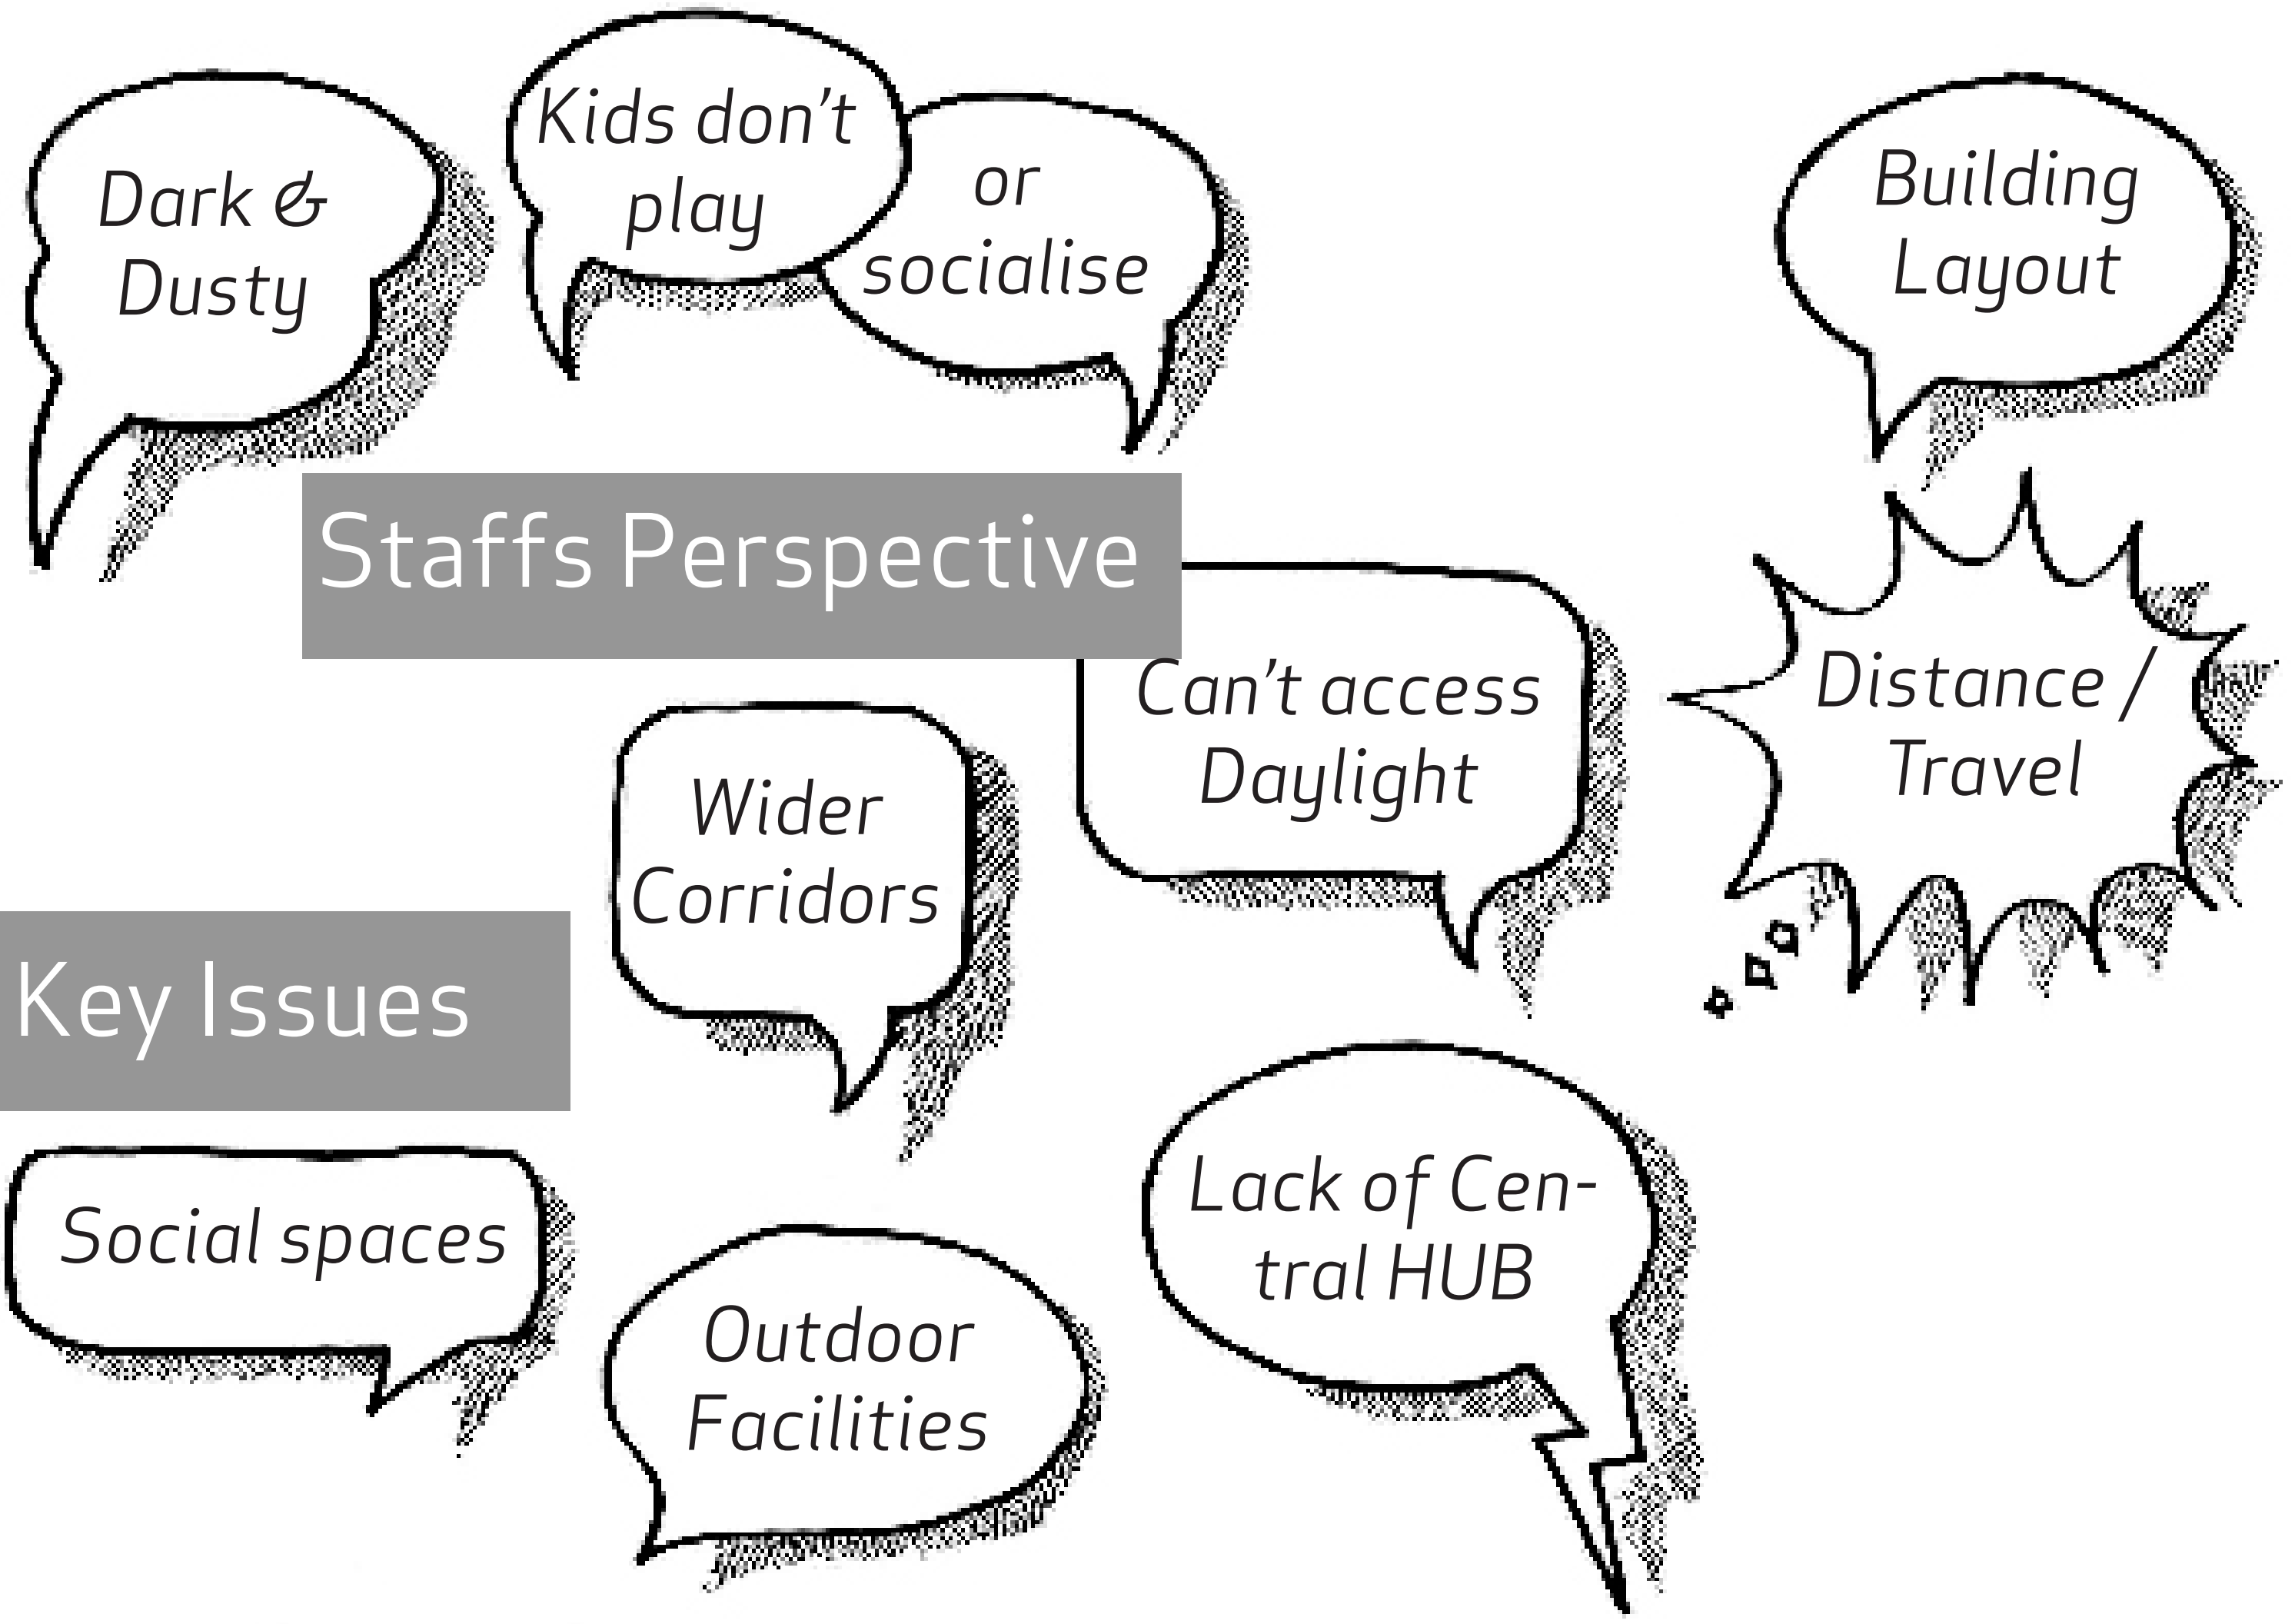 Dark &
Dusty
Kids don't
play
or
socialise
Building
Layout
Staffs Perspective
Can't access
Daylight
Distance /
Travel
Wider
Corridors
Key Issues
Social spaces
Outdoor
Facilities
Lack of Cen-
tral HUB